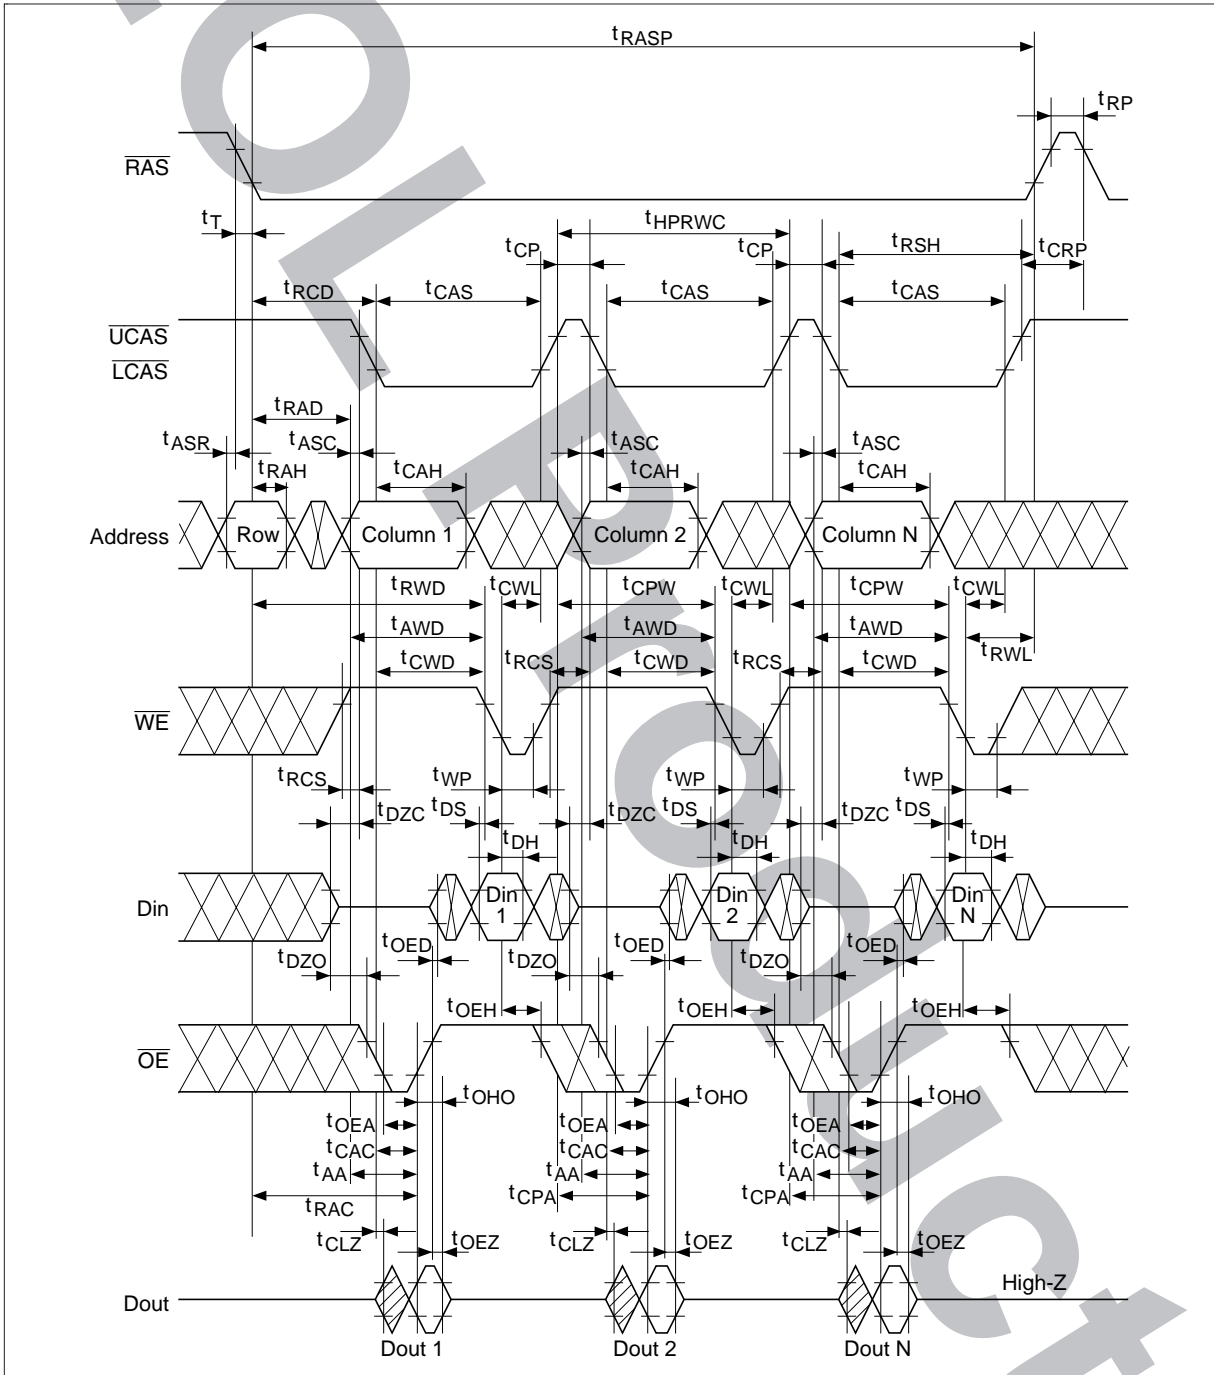 EOL Product
tRASP
tRP
RAS
tT
tHPRWC
tCP
tCP
tRSH
tCRP
tRCD
tCAS
tCAS
tCAS
UCAS
LCAS
tRAD
tASR
tASC
tASC
tASC
tRAH
tCAH
tCAH
tCAH
Address
Row
Column 1
Column 2
Column N
tRWD
tCWL
tCPW
tCWL
tCPW
tCWL
tAWD
tAWD
tAWD
tRWL
tCWD
tRCS
tCWD
tRCS
tCWD
WE
tRCS
tWP
tWP
tWP
tDZC
tDS
tDZC
tDS
tDZC
tDS
tDH
tDH
tDH
Din
Din 1
Din 2
Din N
tDZO
tOED
tDZO
tOED
tDZO
tOED
tOEH
tOEH
tOEH
OE
tOHO
tOHO
tOHO
tOEA
tOEA
tOEA
tCAC
tCAC
tCAC
tAA
tAA
tAA
tRAC
tCPA
tCPA
tCLZ
tOEZ
tCLZ
tOEZ
tCLZ
tOEZ
High-Z
Dout
Dout 1
Dout 2
Dout N